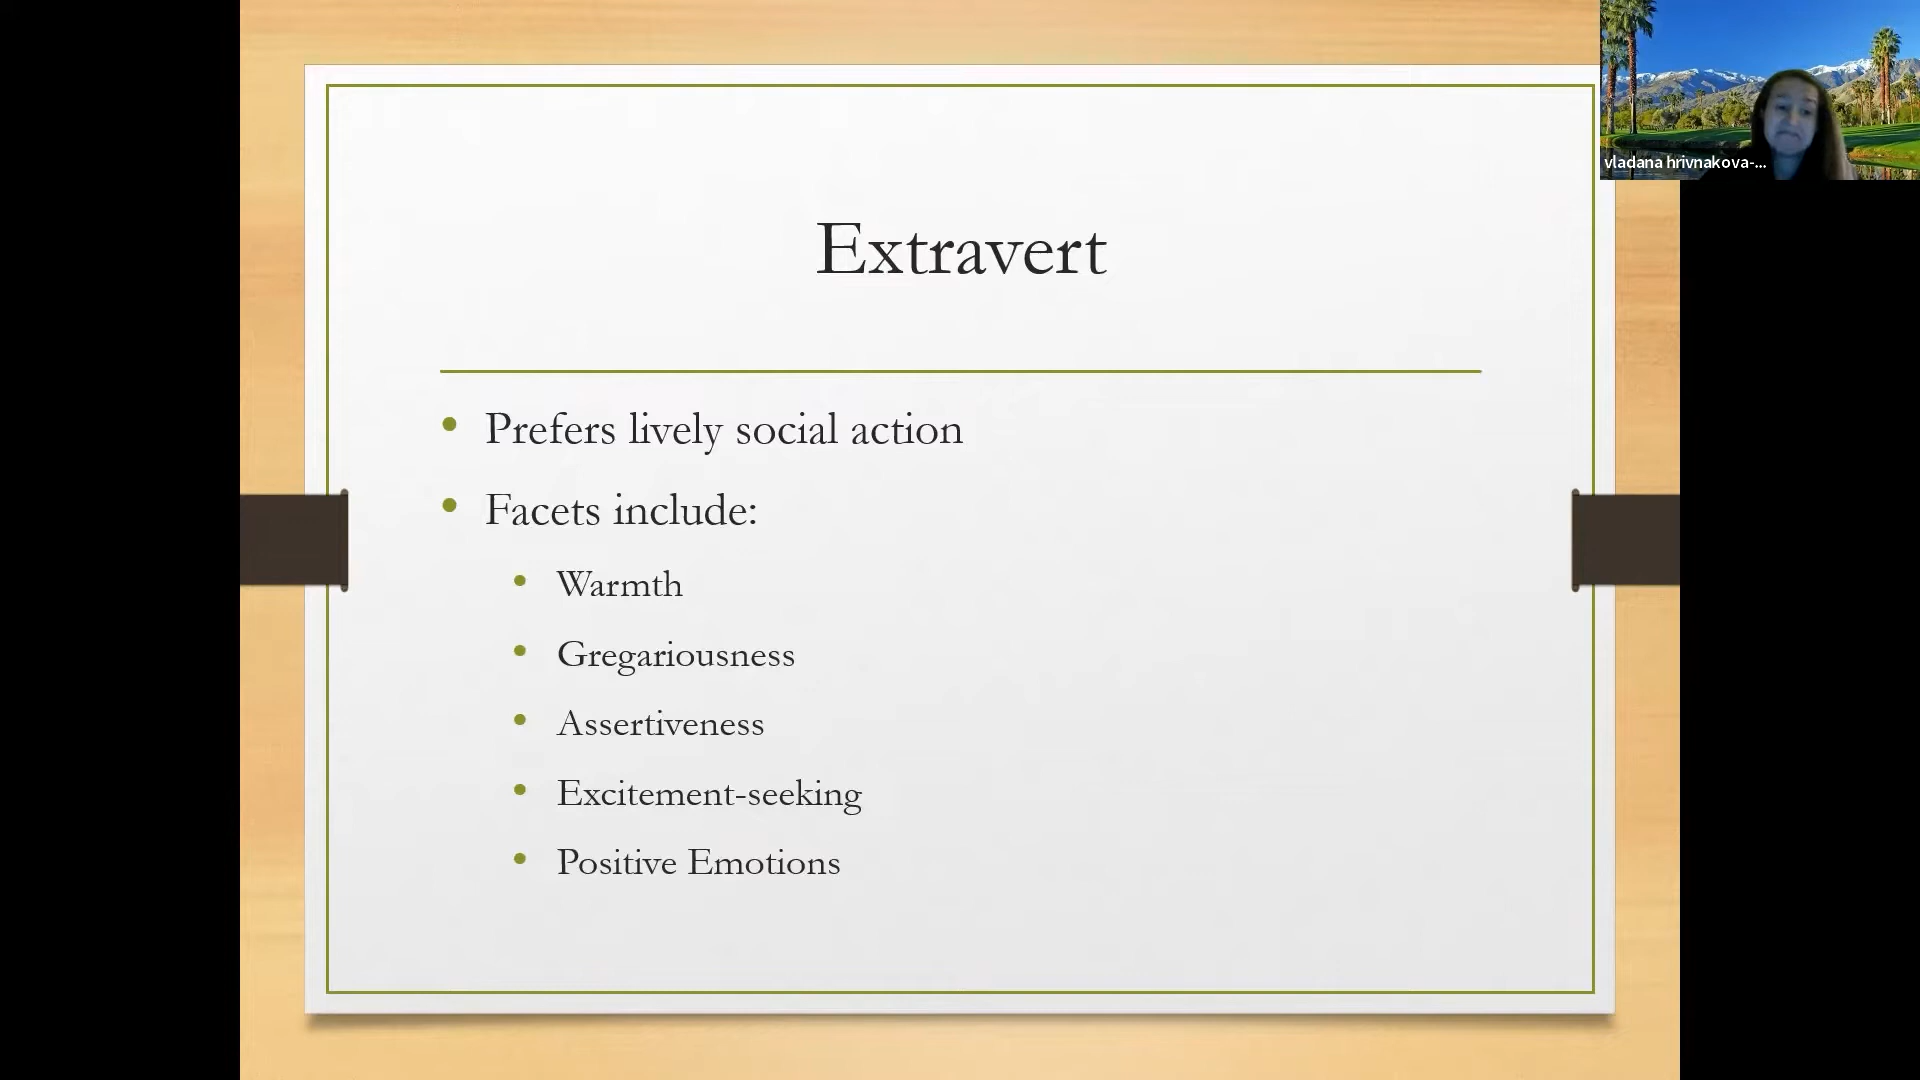 vladana hrivnakova-...
Extravert
Prefers lively social action
Facets include:
Warmth
Gregariousness
Assertiveness
Excitement-seeking
Positive Emotions